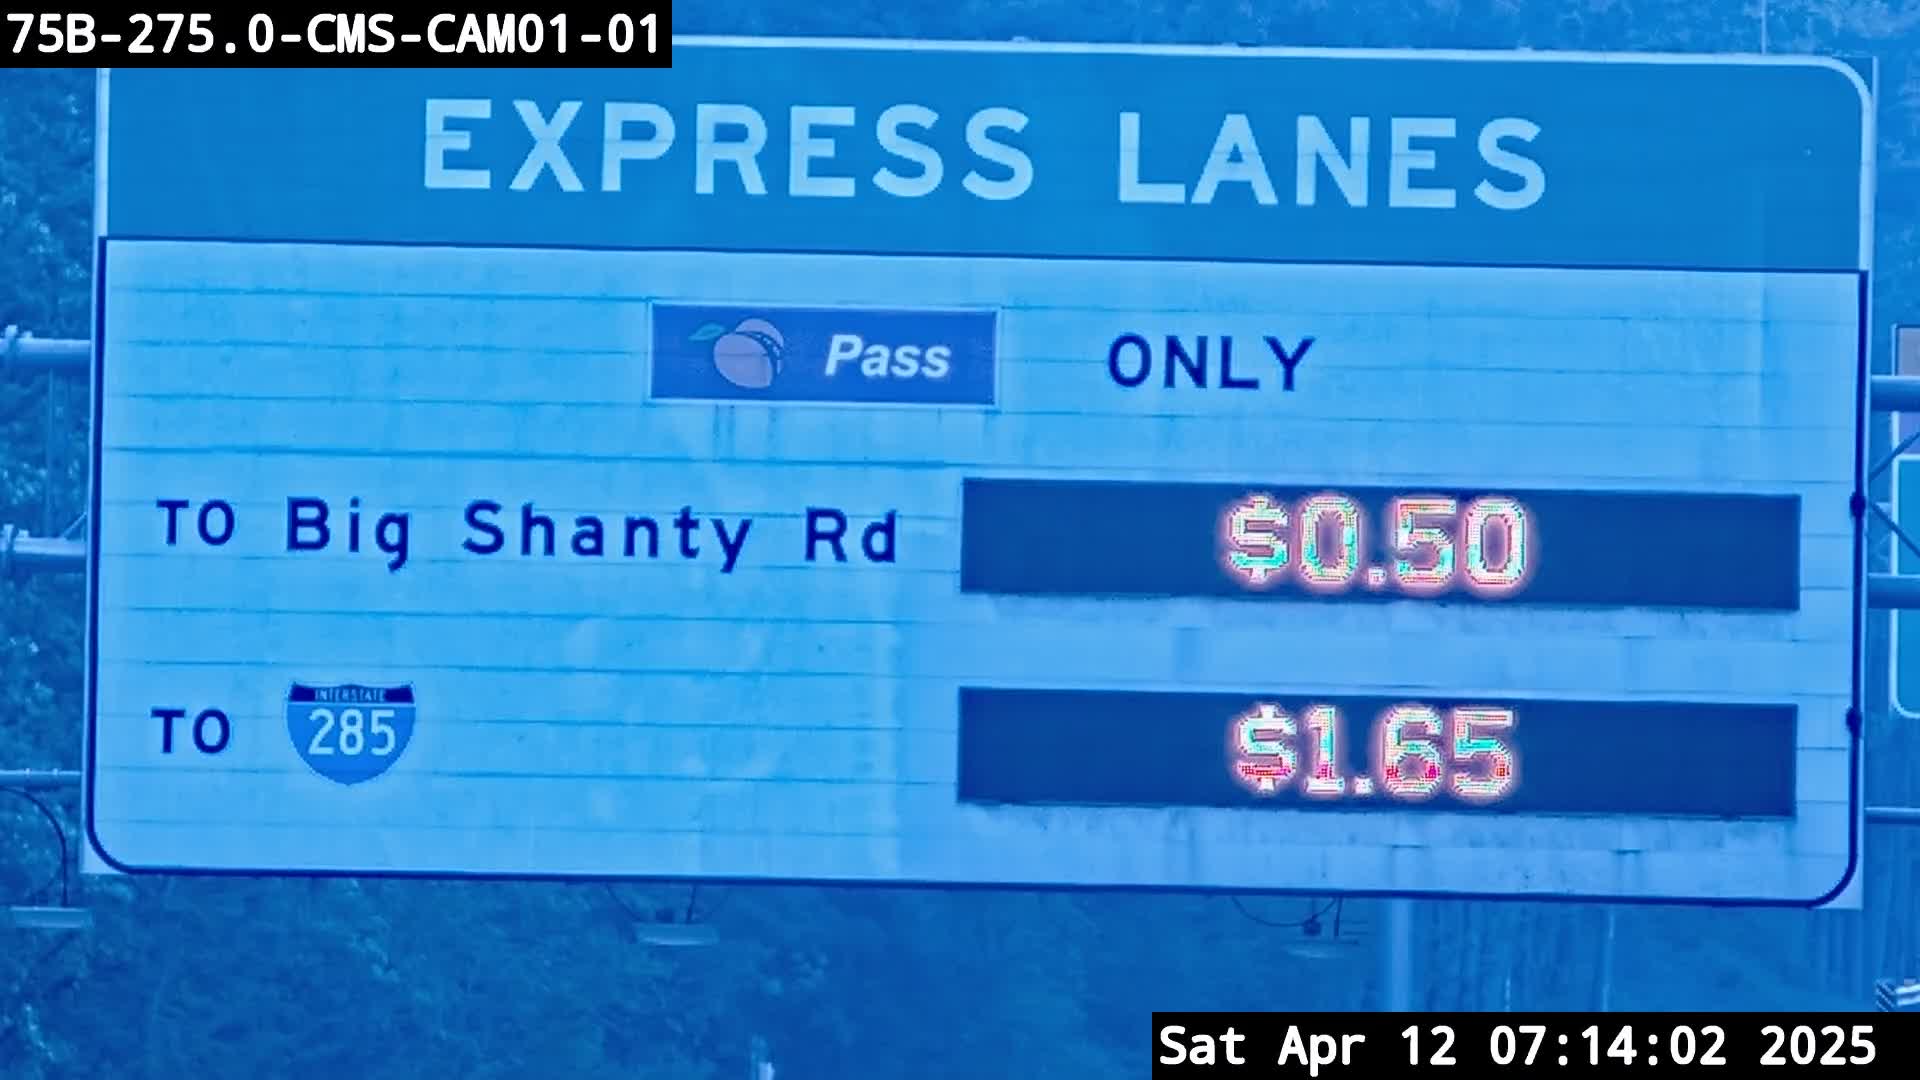 75B-275.0-CMS-CAM01-01
EXPRESS LANES
Pass ONLY
TO Big Shanty Rd $0.50
TO INTERSTATE 285 $1.65
Sat Apr 12 07:14:02 2025